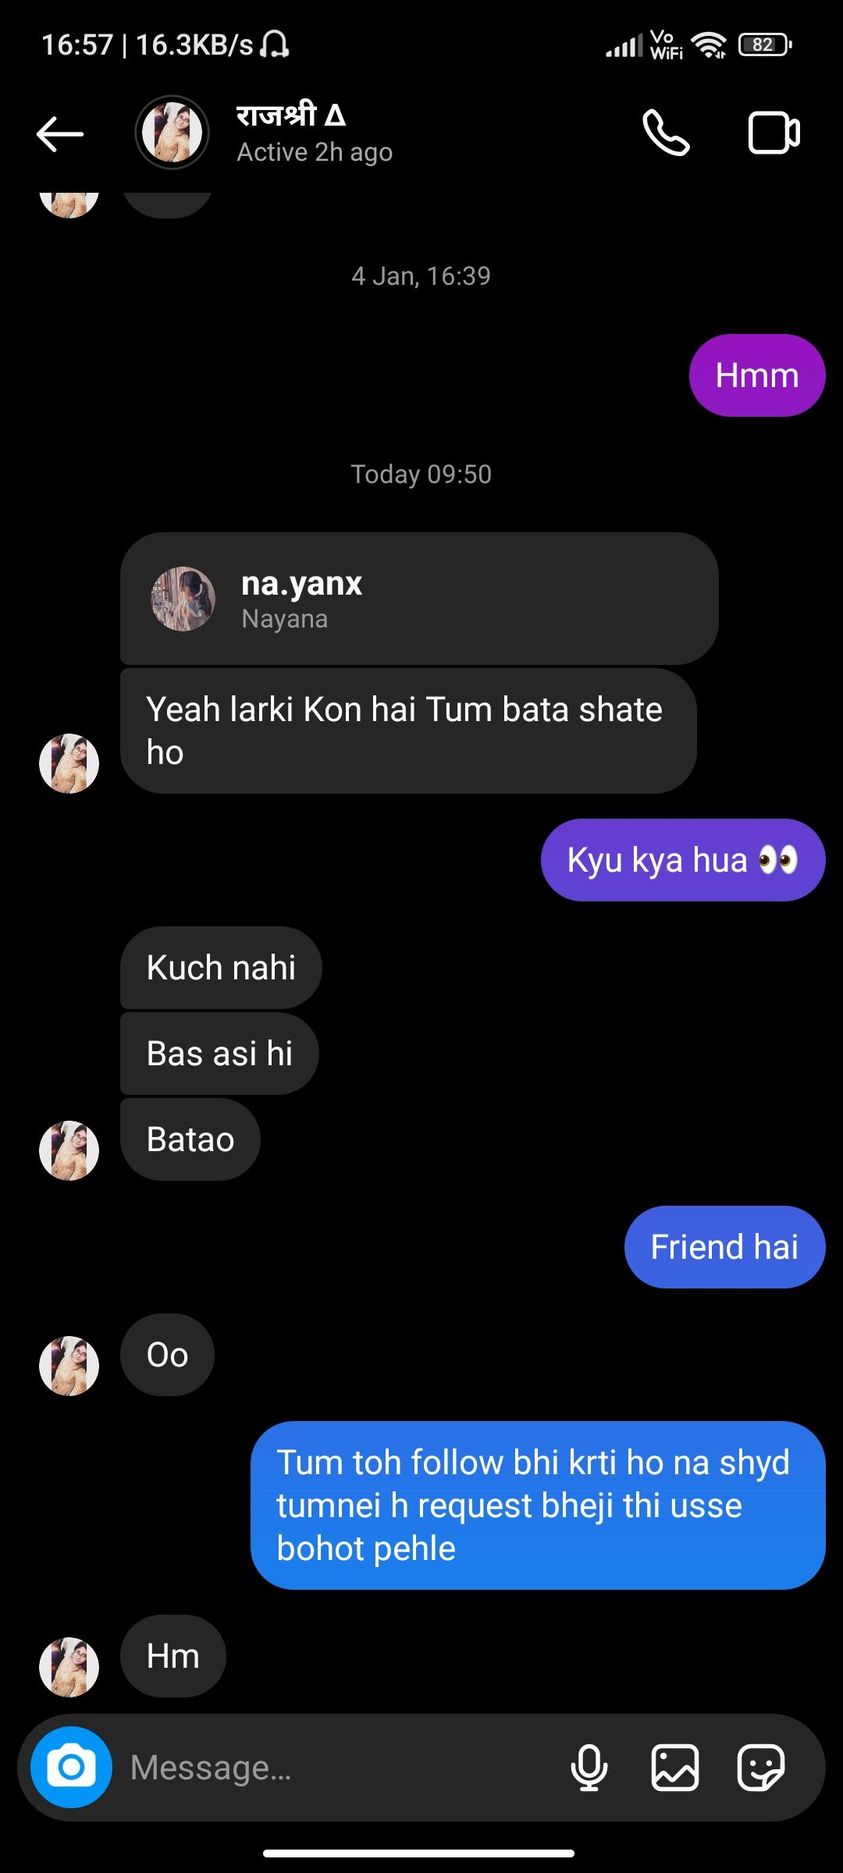 16:57 | 16.3KB/s
Vo
WiFi
82
राजश्री Δ
Active 2h ago
4 Jan, 16:39
Hmm
Today 09:50
na.yanx
Nayana
Yeah larki Kon hai Tum bata shate
ho
Kyu kya hua 👀
Kuch nahi
Bas asi hi
Batao
Friend hai
Oo
Tum toh follow bhi krti ho na shyd
tumnei h request bheji thi usse
bohot pehle
Hm
Message...